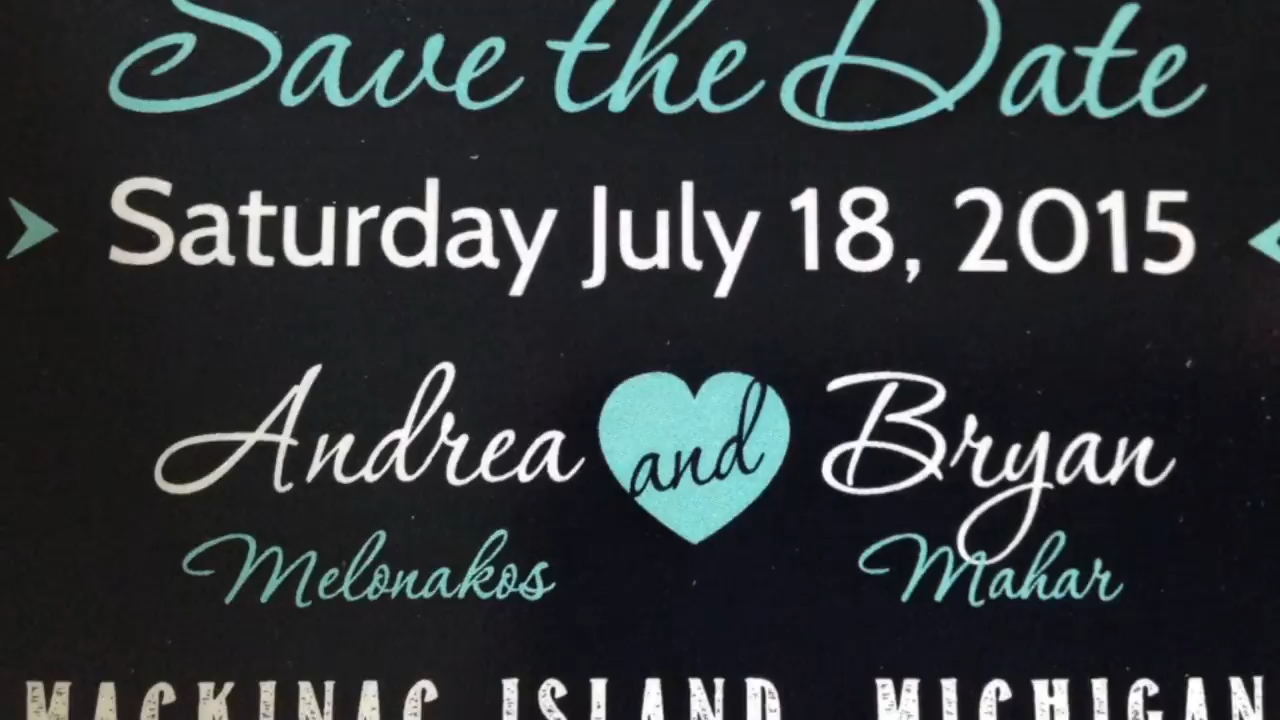 Save the Date
Saturday July 18, 2015
Andrea and Bryan
Melonakos Mahar
MACKINAC ISLAND MICHIGAN